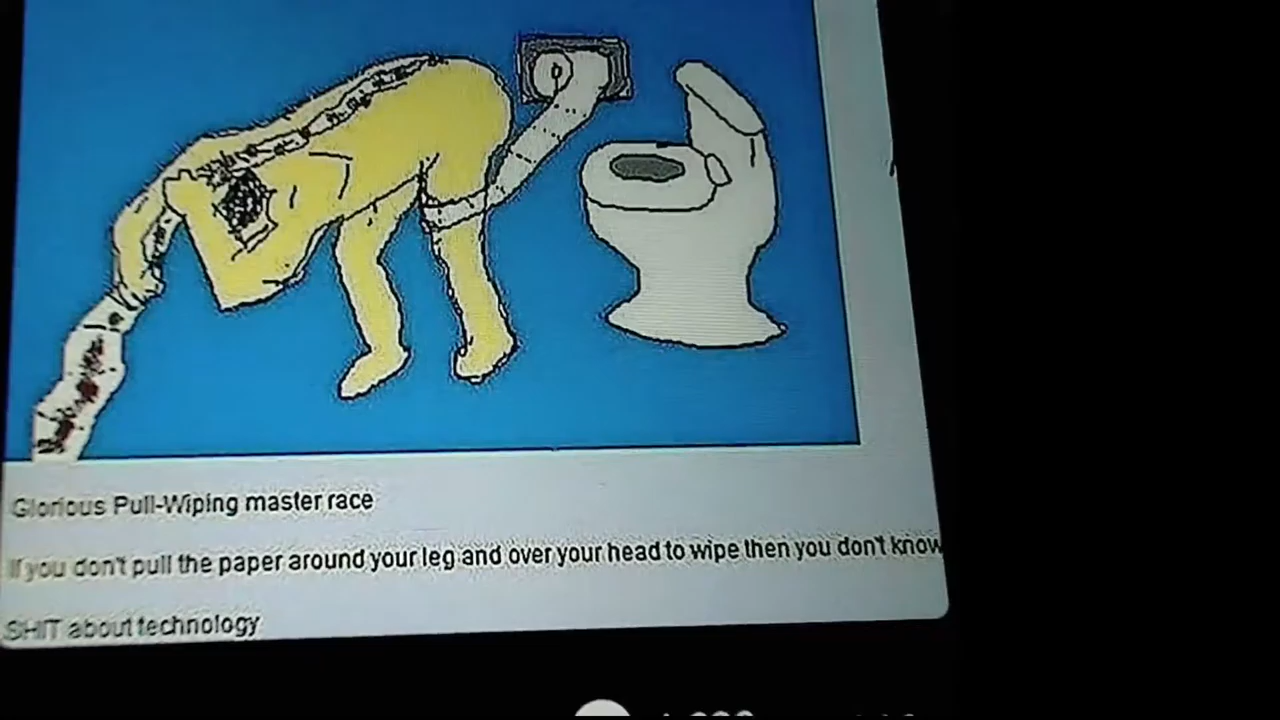 Glorious Pull-Wiping master race
If you don't pull the paper around your leg and over your head to wipe then you don't know
SHIT about technology